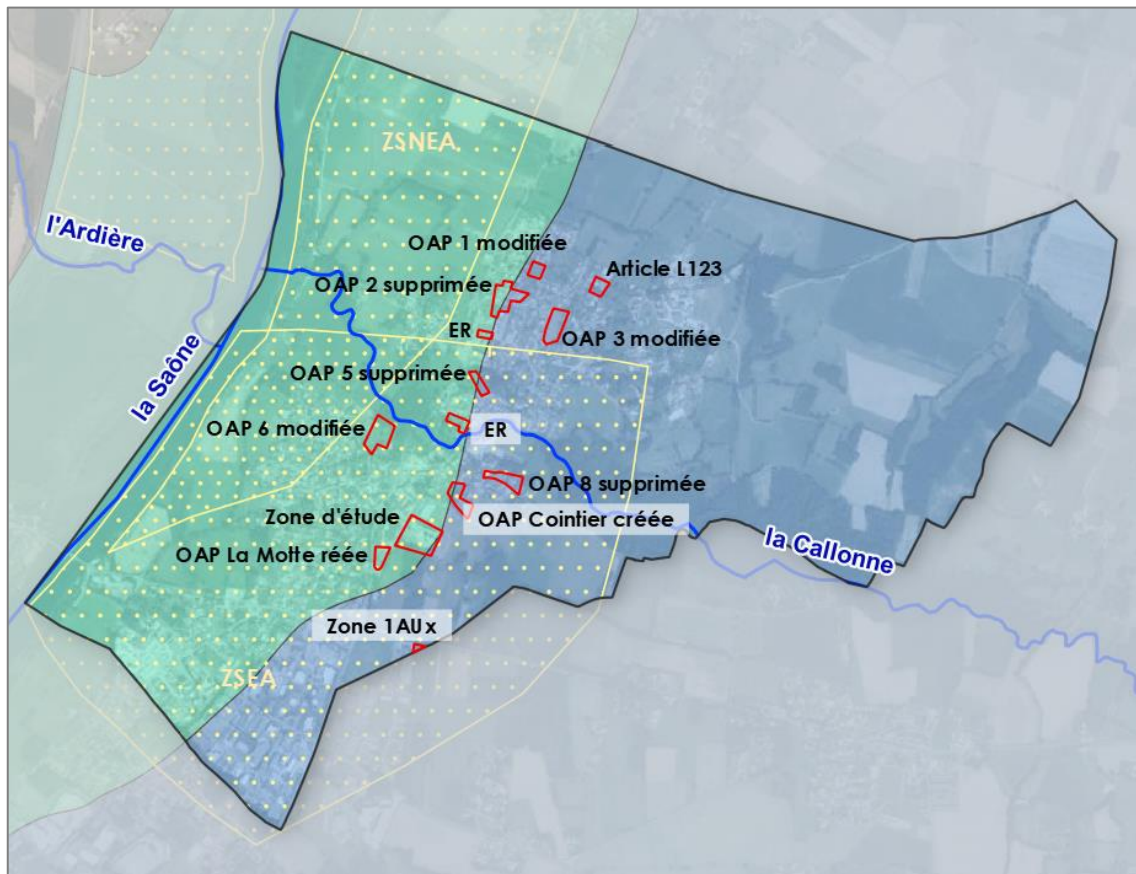 ZSNEA
l'Ardière
OAP 1 modifiée
Article L123
OAP 2 supprimée
ER
OAP 3 modifiée
la Saône
OAP 5 supprimée
OAP 6 modifiée
ER
OAP 8 supprimée
Zone d'étude
OAP Cointier créée
OAP La Motte réée
la Callonne
Zone 1AUx
ZSEA